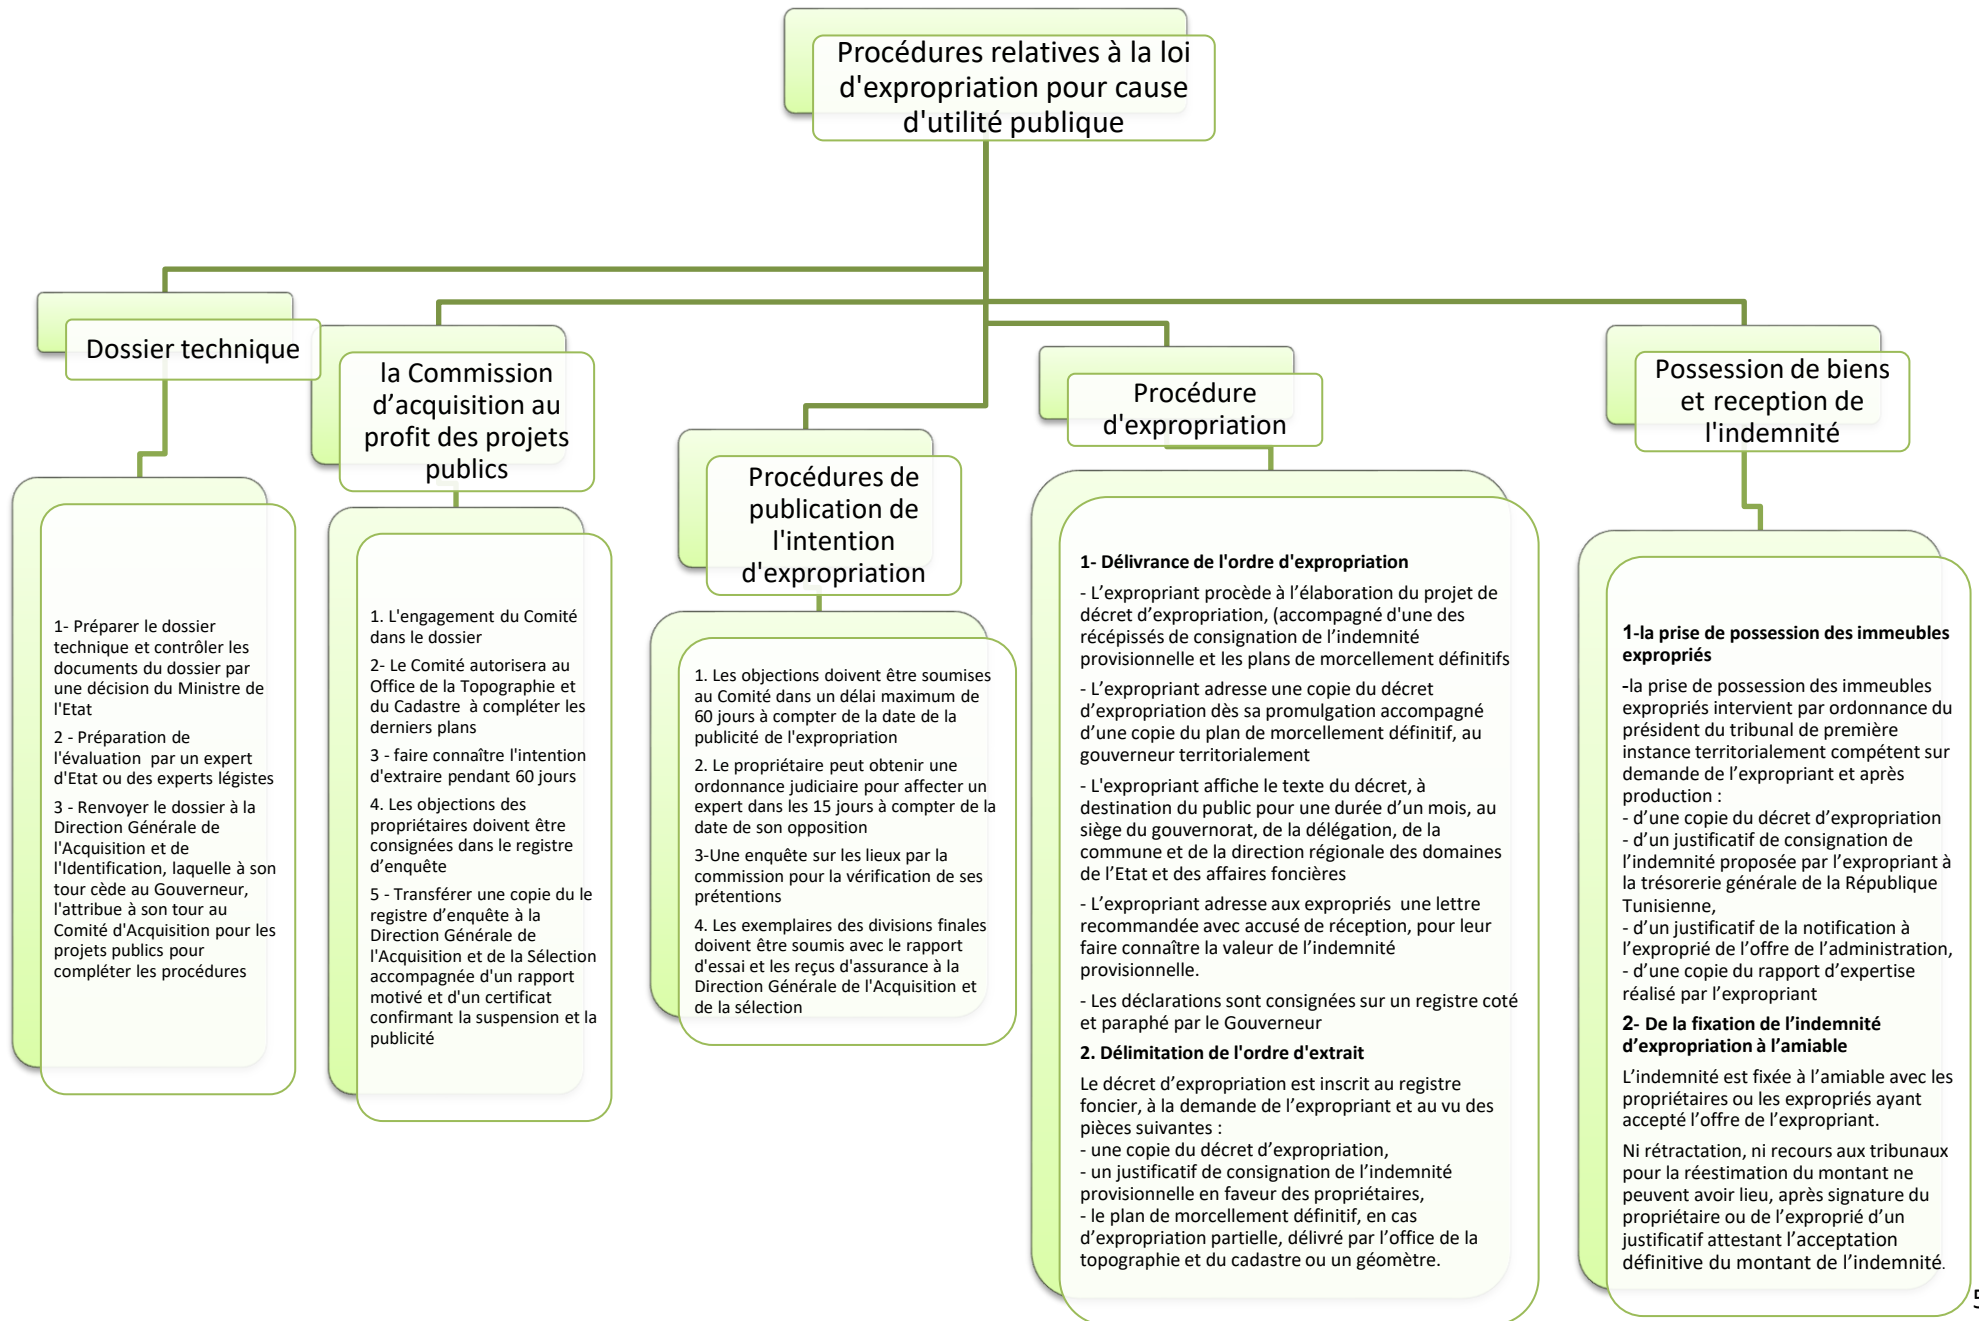 Procédures relatives à la loi
d'expropriation pour cause
d'utilité publique
Dossier technique
1- Préparer le dossier
technique et contrôler les
documents du dossier par
une décision du Ministre de
l'Etat
2 - Préparation de
l'évaluation par un expert
d'Etat ou des experts légistes
3 - Renvoyer le dossier à la
Direction Générale de
l'Acquisition et de
l'Identification, laquelle à son
tour cède au Gouverneur,
l'attribue à son tour au
Comité d'Acquisition pour les
projets publics pour
compléter les procédures
la Commission
d’acquisition au
profit des projets
publics
1. L'engagement du Comité
dans le dossier
2- Le Comité autorisera au
Office de la Topographie et
du Cadastre à compléter les
derniers plans
3 - faire connaître l'intention
d'extraire pendant 60 jours
4. Les objections des
propriétaires doivent être
consignées dans le registre
d’enquête
5 - Transférer une copie du le
registre d’enquête à la
Direction Générale de
l'Acquisition et de la Sélection
accompagnée d'un rapport
motivé et d'un certificat
confirmant la suspension et la
publicité
Procédures de
publication de
l'intention
d'expropriation
1. Les objections doivent être soumises
au Comité dans un délai maximum de
60 jours à compter de la date de la
publicité de l'expropriation
2. Le propriétaire peut obtenir une
ordonnance judiciaire pour affecter un
expert dans les 15 jours à compter de la
date de son opposition
3-Une enquête sur les lieux par la
commission pour la vérification de ses
prétentions
4. Les exemplaires des divisions finales
doivent être soumis avec le rapport
d'essai et les reçus d'assurance à la
Direction Générale de l'Acquisition et
de la sélection
Procédure
d'expropriation
1- Délivrance de l'ordre d'expropriation
- L’expropriant procède à l’élaboration du projet de
décret d’expropriation, (accompagné d'une des
récépissés de consignation de l’indemnité
provisionnelle et les plans de morcellement définitifs
- L’expropriant adresse une copie du décret
d’expropriation dès sa promulgation accompagné
d’une copie du plan de morcellement définitif, au
gouverneur territorialement
- L'expropriant affiche le texte du décret, à
destination du public pour une durée d’un mois, au
siège du gouvernorat, de la délégation, de la
commune et de la direction régionale des domaines
de l’Etat et des affaires foncières
- L’expropriant adresse aux expropriés une lettre
recommandée avec accusé de réception, pour leur
faire connaître la valeur de l’indemnité
provisionnelle.
- Les déclarations sont consignées sur un registre coté
et paraphé par le Gouverneur
2. Délimitation de l'ordre d'extrait
Le décret d’expropriation est inscrit au registre
foncier, à la demande de l’expropriant et au vu des
pièces suivantes :
- une copie du décret d’expropriation,
- un justificatif de consignation de l’indemnité
provisionnelle en faveur des propriétaires,
- le plan de morcellement définitif, en cas
d’expropriation partielle, délivré par l’office de la
topographie et du cadastre ou un géomètre.
Possession de biens
et reception de
l'indemnité
1-la prise de possession des immeubles
expropriés
-la prise de possession des immeubles
expropriés intervient par ordonnance du
président du tribunal de première
instance territorialement compétent sur
demande de l’expropriant et après
production :
- d’une copie du décret d’expropriation
- d’un justificatif de consignation de
l’indemnité proposée par l’expropriant à
la trésorerie générale de la République
Tunisienne,
- d’un justificatif de la notification à
l’exproprié de l’offre de l’administration,
- d’une copie du rapport d’expertise
réalisé par l’expropriant
2- De la fixation de l’indemnité
d’expropriation à l’amiable
L’indemnité est fixée à l’amiable avec les
propriétaires ou les expropriés ayant
accepté l’offre de l’expropriant.
Ni rétractation, ni recours aux tribunaux
pour la réestimation du montant ne
peuvent avoir lieu, après signature du
propriétaire ou de l’exproprié d’un
justificatif attestant l’acceptation
définitive du montant de l’indemnité.
5